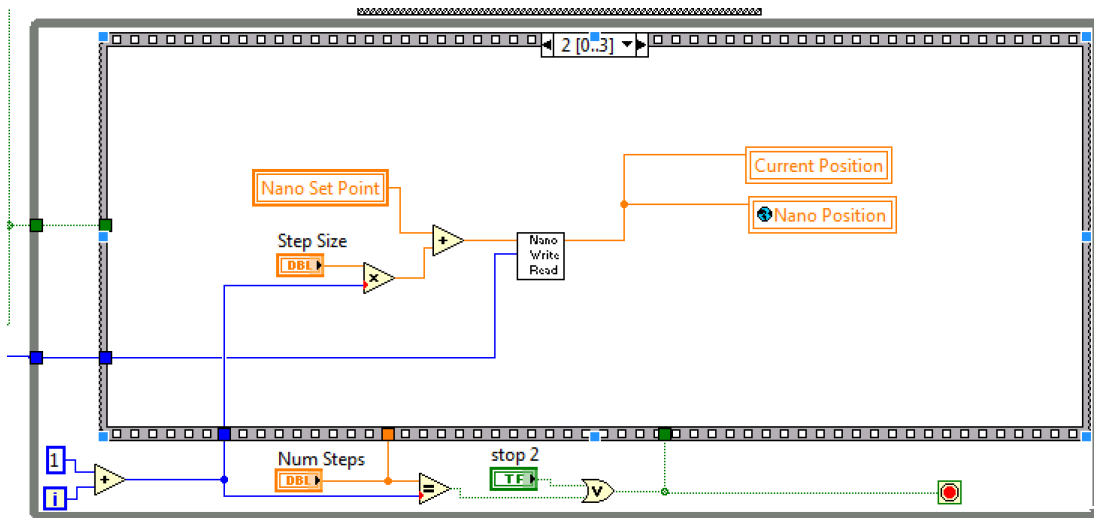 2 [0..3]
Current Position
Nano Set Point
Nano Position
Step Size
DBL
+
×
Nano
Write
Read
1
i
+
Num Steps
DBL
=
stop 2
TF
V